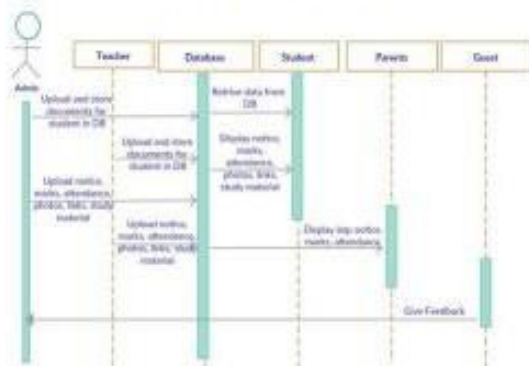 Teacher
Database
Student
Parents
Guest
Admin
Upload and store
documents for
student in DB
Retrive data from
DB
Upload and store
documents for
student in DB
Display notice,
marks,
attendance,
photos, links,
study material
Upload notice,
marks, attendance,
photos, links, study
material
Upload notice,
marks, attendance,
photos, links, study
material
Display imp notice
marks, attendance
Give Feedback